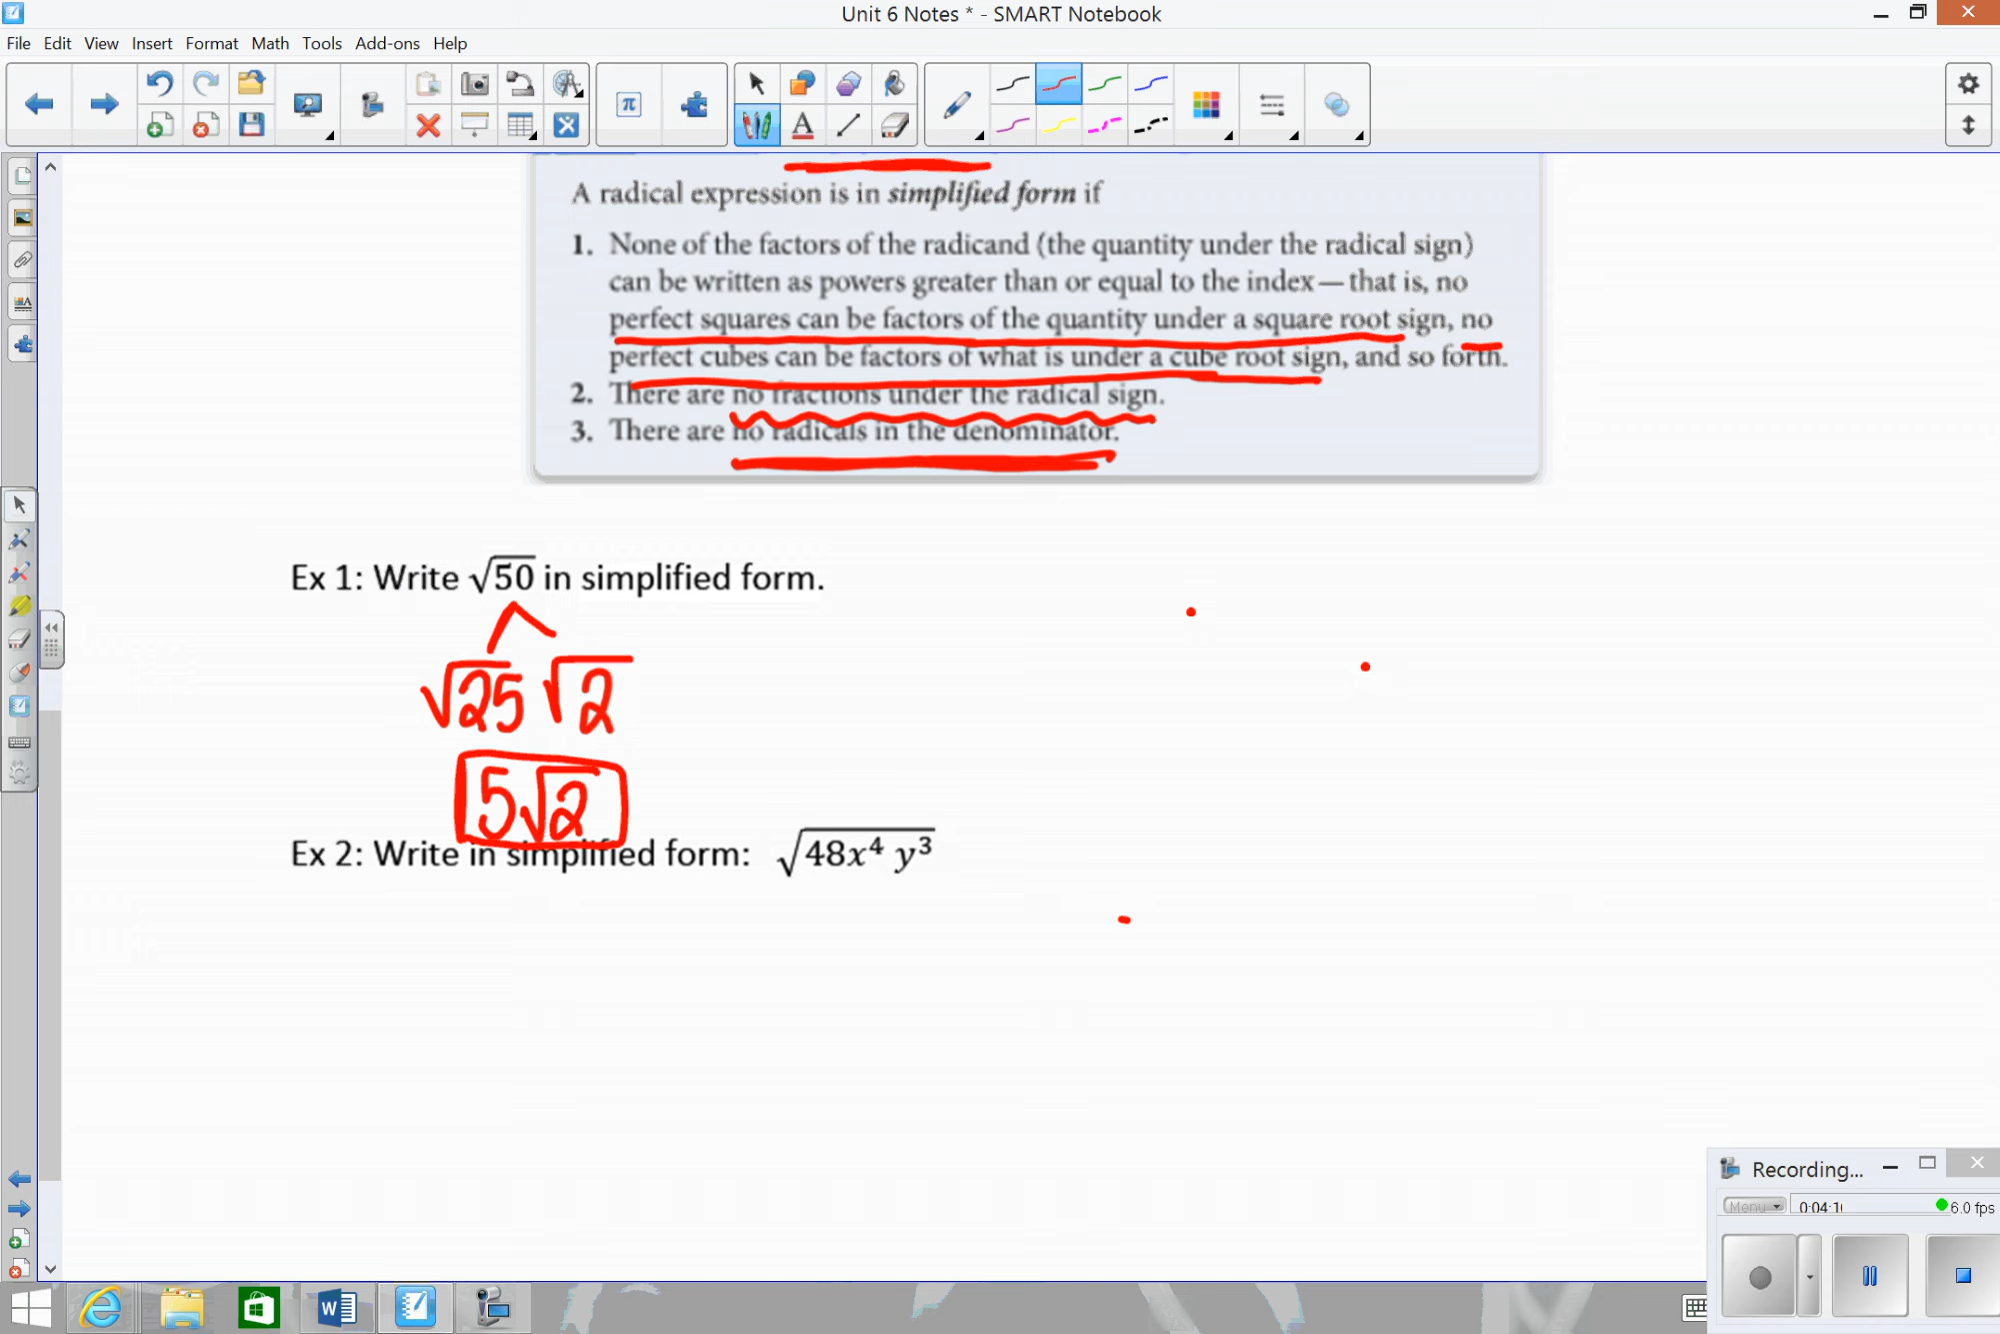 Unit 6 Notes * - SMART Notebook
File Edit View Insert Format Math Tools Add-ons Help
A radical expression is in simplified form if
1. None of the factors of the radicand (the quantity under the radical sign)
can be written as powers greater than or equal to the index—that is, no
perfect squares can be factors of the quantity under a square root sign, no
perfect cubes can be factors of what is under a cube root sign, and so forth.
2. There are no fractions under the radical sign.
3. There are no radicals in the denominator.
Ex 1: Write √50 in simplified form.
√25 √2
5√2
Ex 2: Write in simplified form: √48x⁴ y³
Recording...
Menu 0:04:1 6.0 fps